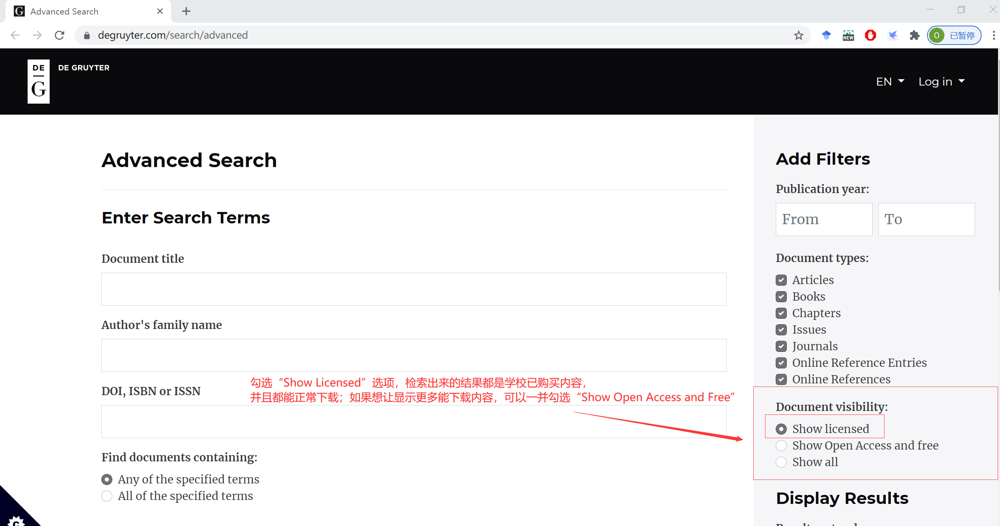 Advanced Search
degruyter.com/search/advanced
NEW
0 已暂停
DE
G
DE GRUYTER
EN
Log in
Advanced Search
Enter Search Terms
Document title
Author's family name
DOI, ISBN or ISSN
勾选“Show Licensed”选项，检索出来的结果都是学校已购买内容，
并且都能正常下载；如果想让显示更多能下载内容，可以一并勾选“Show Open Access and Free”
Find documents containing:
Any of the specified terms
All of the specified terms
Add Filters
Publication year:
From To
Document types:
Articles
Books
Chapters
Issues
Journals
Online Reference Entries
Online References
Document visibility:
Show licensed
Show Open Access and free
Show all
Display Results